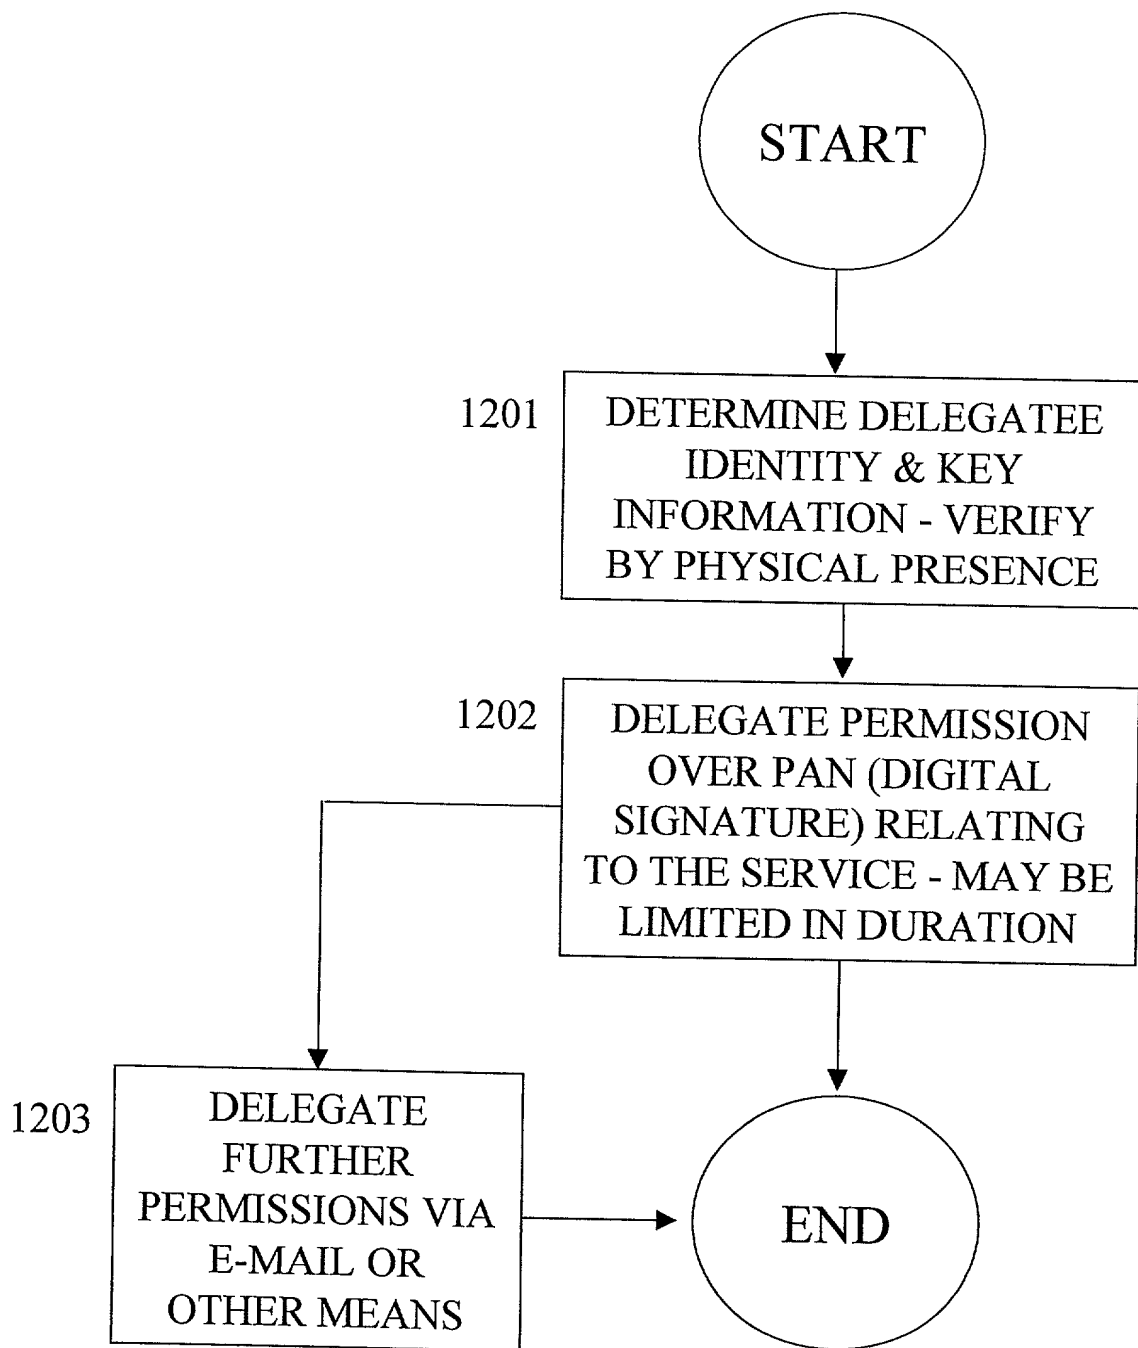 START
1201
DETERMINE DELEGATEE
IDENTITY & KEY
INFORMATION - VERIFY
BY PHYSICAL PRESENCE
1202
DELEGATE PERMISSION
OVER PAN (DIGITAL
SIGNATURE) RELATING
TO THE SERVICE - MAY BE
LIMITED IN DURATION
1203
DELEGATE
FURTHER
PERMISSIONS VIA
E-MAIL OR
OTHER MEANS
END